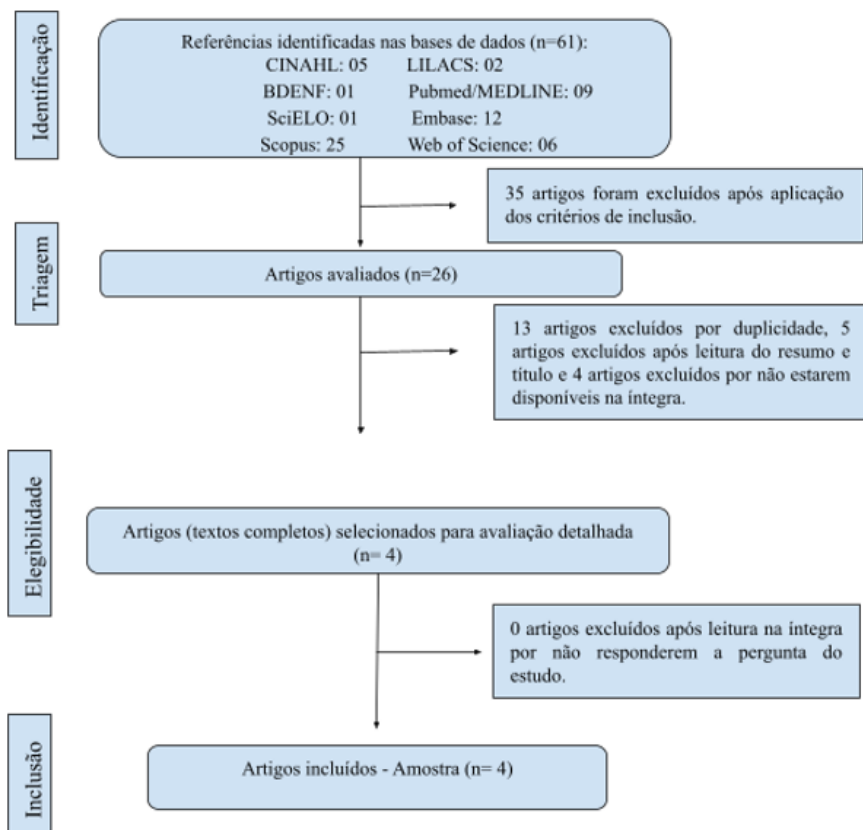 Identificação
Referências identificadas nas bases de dados (n=61):
CINAHL: 05 LILACS: 02
BDENF: 01 Pubmed/MEDLINE: 09
SciELO: 01 Embase: 12
Scopus: 25 Web of Science: 06
35 artigos foram excluídos após aplicação
dos critérios de inclusão.
Triagem
Artigos avaliados (n=26)
13 artigos excluídos por duplicidade, 5
artigos excluídos após leitura do resumo e
título e 4 artigos excluídos por não estarem
disponíveis na íntegra.
Elegibilidade
Artigos (textos completos) selecionados para avaliação detalhada
(n= 4)
0 artigos excluídos após leitura na íntegra
por não responderem a pergunta do
estudo.
Inclusão
Artigos incluídos - Amostra (n= 4)